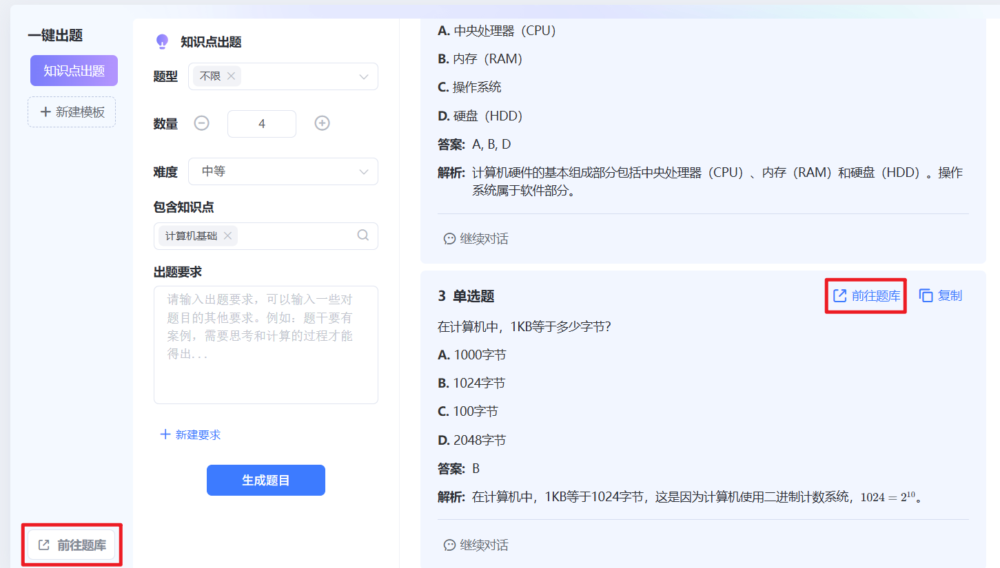 一键出题
知识点出题
新建模板
前往题库
知识点出题
题型 不限
数量 4
难度 中等
包含知识点
计算机基础
出题要求
请输入出题要求，可以输入一些对
题目的其他要求。例如：题干要有
案例，需要思考和计算的过程才能
得出...
新建要求
生成题目
A. 中央处理器（CPU）
B. 内存（RAM）
C. 操作系统
D. 硬盘（HDD）
答案: A, B, D
解析: 计算机硬件的基本组成部分包括中央处理器（CPU）、内存（RAM）和硬盘（HDD）。操作
系统属于软件部分。
继续对话
3 单选题 前往题库 复制
在计算机中，1KB等于多少字节?
A. 1000字节
B. 1024字节
C. 100字节
D. 2048字节
答案: B
解析: 在计算机中，1KB等于1024字节，这是因为计算机使用二进制计数系统，1024 = 2¹⁰。
继续对话